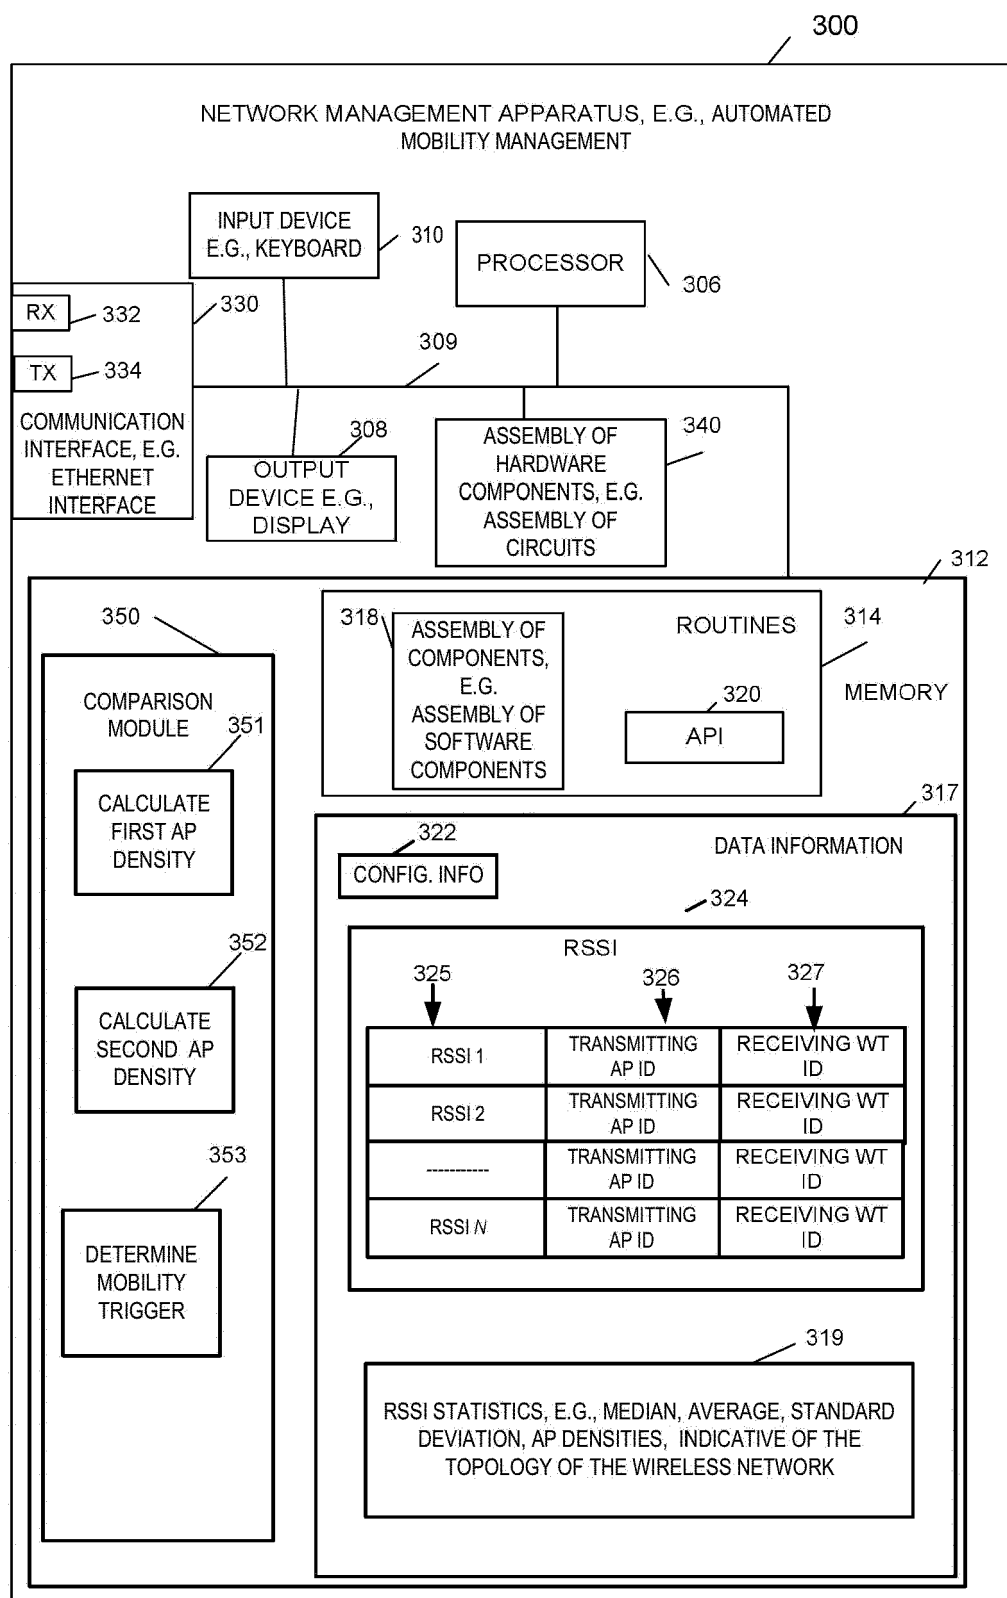 300
NETWORK MANAGEMENT APPARATUS, E.G., AUTOMATED
MOBILITY MANAGEMENT
INPUT DEVICE
E.G., KEYBOARD
310
PROCESSOR
306
RX
332
330
TX
334
309
COMMUNICATION
INTERFACE, E.G.
ETHERNET
INTERFACE
308
OUTPUT
DEVICE E.G.,
DISPLAY
340
ASSEMBLY OF
HARDWARE
COMPONENTS, E.G.
ASSEMBLY OF
CIRCUITS
312
MEMORY
350
COMPARISON
MODULE
351
CALCULATE
FIRST AP
DENSITY
352
CALCULATE
SECOND AP
DENSITY
353
DETERMINE
MOBILITY
TRIGGER
318
ASSEMBLY OF
COMPONENTS,
E.G.
ASSEMBLY OF
SOFTWARE
COMPONENTS
ROUTINES
314
320
API
317
322
CONFIG. INFO
DATA INFORMATION
324
RSSI
325
326
327
RSSI 1
TRANSMITTING
AP ID
RECEIVING WT
ID
RSSI 2
TRANSMITTING
AP ID
RECEIVING WT
ID
-----------
TRANSMITTING
AP ID
RECEIVING WT
ID
RSSI N
TRANSMITTING
AP ID
RECEIVING WT
ID
319
RSSI STATISTICS, E.G., MEDIAN, AVERAGE, STANDARD
DEVIATION, AP DENSITIES, INDICATIVE OF THE
TOPOLOGY OF THE WIRELESS NETWORK